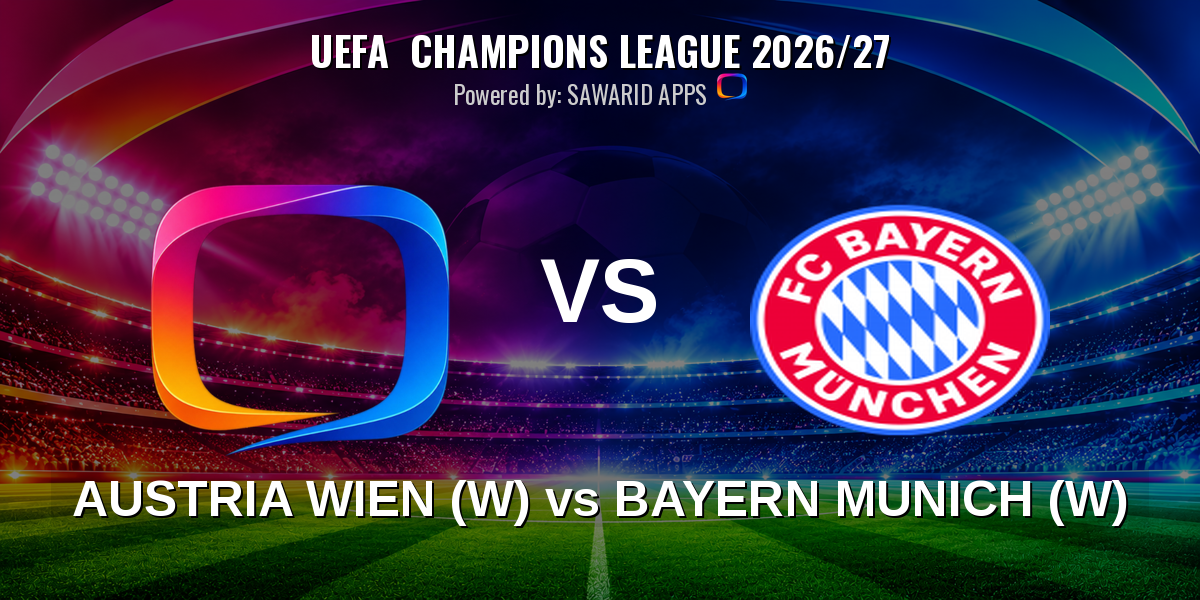 UEFA  CHAMPIONS LEAGUE 2026/27
Powered by: SAWARID APPS
VS
FC BAYERN
MÜNCHEN
AUSTRIA WIEN (W) vs BAYERN MUNICH (W)